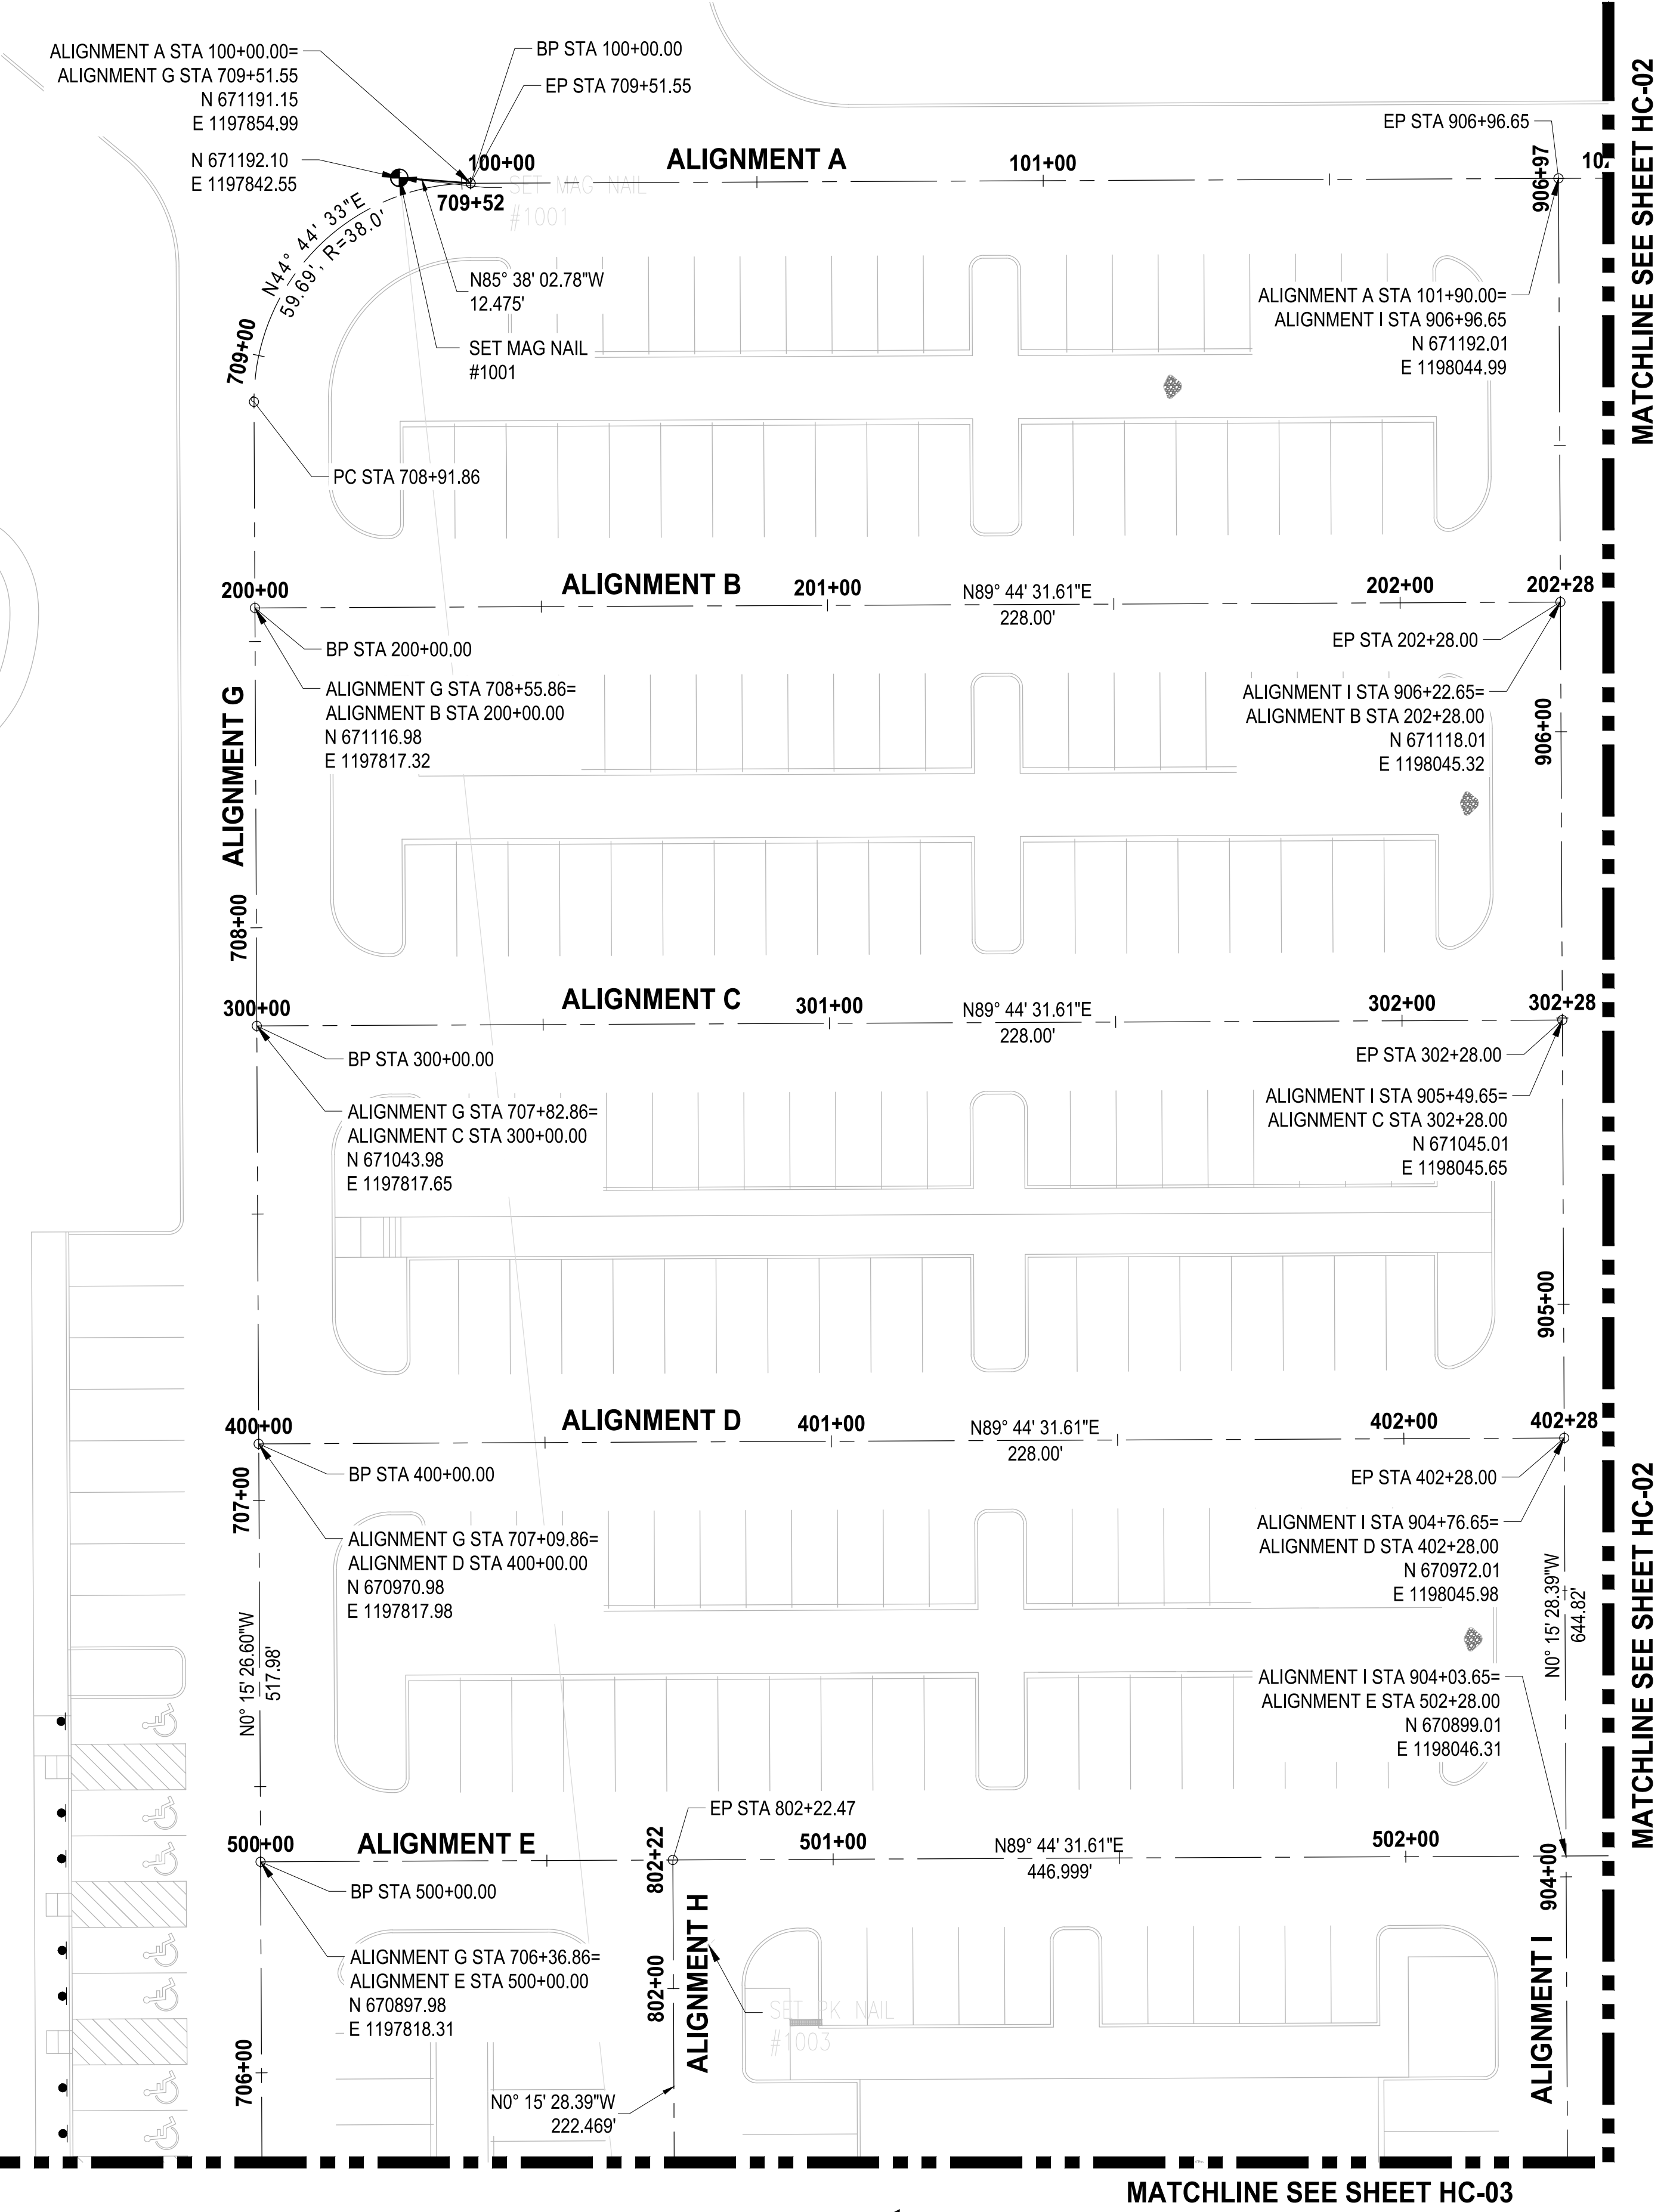 ALIGNMENT A STA 100+00.00=
ALIGNMENT G STA 709+51.55
N 671191.15
E 1197854.99
BP STA 100+00.00
EP STA 709+51.55
N 671192.10
E 1197842.55
100+00
ALIGNMENT A
101+00
EP STA 906+96.65
906+97
10
MATCHLINE SEE SHEET HC-02
SET MAG NAIL
#1001
709+52
N44° 44' 33"E
59.69', R=38.0'
N85° 38' 02.78"W
12.475'
SET MAG NAIL
#1001
ALIGNMENT A STA 101+90.00=
ALIGNMENT I STA 906+96.65
N 671192.01
E 1198044.99
709+00
PC STA 708+91.86
200+00
ALIGNMENT B
201+00
N89° 44' 31.61"E
228.00'
202+00
202+28
BP STA 200+00.00
EP STA 202+28.00
ALIGNMENT G STA 708+55.86=
ALIGNMENT B STA 200+00.00
N 671116.98
E 1197817.32
ALIGNMENT I STA 906+22.65=
ALIGNMENT B STA 202+28.00
N 671118.01
E 1198045.32
ALIGNMENT G
906+00
708+00
300+00
ALIGNMENT C
301+00
N89° 44' 31.61"E
228.00'
302+00
302+28
BP STA 300+00.00
EP STA 302+28.00
ALIGNMENT G STA 707+82.86=
ALIGNMENT C STA 300+00.00
N 671043.98
E 1197817.65
ALIGNMENT I STA 905+49.65=
ALIGNMENT C STA 302+28.00
N 671045.01
E 1198045.65
905+00
400+00
ALIGNMENT D
401+00
N89° 44' 31.61"E
228.00'
402+00
402+28
BP STA 400+00.00
EP STA 402+28.00
707+00
ALIGNMENT G STA 707+09.86=
ALIGNMENT D STA 400+00.00
N 670970.98
E 1197817.98
ALIGNMENT I STA 904+76.65=
ALIGNMENT D STA 402+28.00
N 670972.01
E 1198045.98
N0° 15' 28.39"W
644.82'
MATCHLINE SEE SHEET HC-02
N0° 15' 26.60"W
517.98'
ALIGNMENT I STA 904+03.65=
ALIGNMENT E STA 502+28.00
N 670899.01
E 1198046.31
EP STA 802+22.47
500+00
ALIGNMENT E
802+22
501+00
N89° 44' 31.61"E
446.999'
502+00
904+00
BP STA 500+00.00
ALIGNMENT G STA 706+36.86=
ALIGNMENT E STA 500+00.00
N 670897.98
E 1197818.31
802+00
ALIGNMENT H
SET PK NAIL
#1003
ALIGNMENT I
706+00
N0° 15' 28.39"W
222.469'
MATCHLINE SEE SHEET HC-03